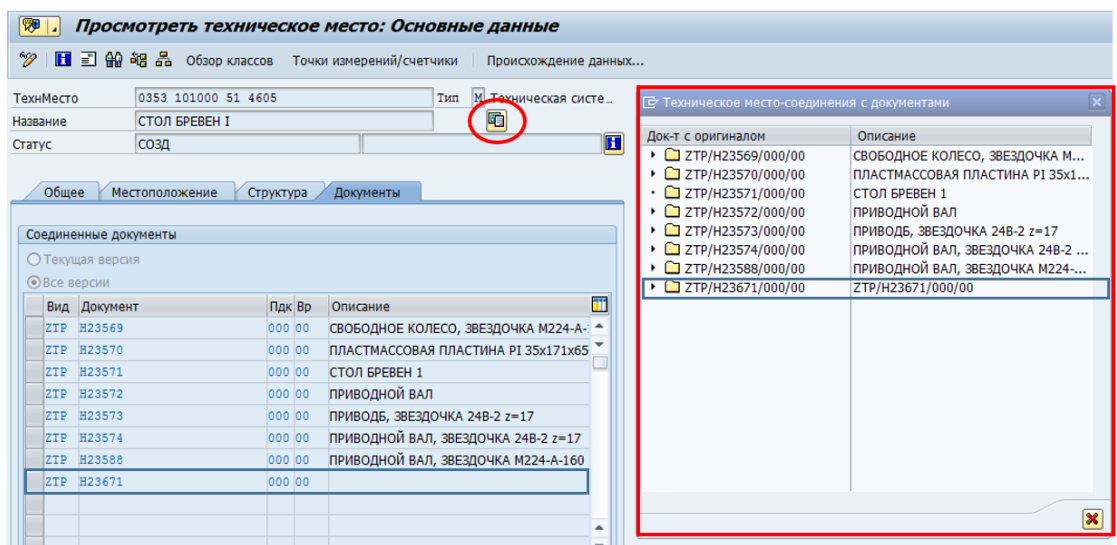 Просмотреть техническое место: Основные данные
Обзор классов Точки измерений/счетчики Происхождение данных...
ТехнМесто 0353 101000 51 4605 Тип M Техническая систе...
Название СТОЛ БРЕВЕН I
Статус СОЗД
Общее Местоположение Структура Документы
Соединенные документы
Текущая версия
Все версии
Вид Документ Пдк Вр Описание
ZTP H23569 000 00 СВОБОДНОЕ КОЛЕСО, ЗВЕЗДОЧКА M224-A-
ZTP H23570 000 00 ПЛАСТМАССОВАЯ ПЛАСТИНА PI 35x171x65
ZTP H23571 000 00 СТОЛ БРЕВЕН 1
ZTP H23572 000 00 ПРИВОДНОЙ ВАЛ
ZTP H23573 000 00 ПРИВОДБ, ЗВЕЗДОЧКА 24В-2 z=17
ZTP H23574 000 00 ПРИВОДНОЙ ВАЛ, ЗВЕЗДОЧКА 24В-2 z=17
ZTP H23588 000 00 ПРИВОДНОЙ ВАЛ, ЗВЕЗДОЧКА M224-A-160
ZTP H23671 000 00
Техническое место-соединения с документами
Док-т с оригиналом Описание
ZTP/H23569/000/00 СВОБОДНОЕ КОЛЕСО, ЗВЕЗДОЧКА M...
ZTP/H23570/000/00 ПЛАСТМАССОВАЯ ПЛАСТИНА PI 35x1...
ZTP/H23571/000/00 СТОЛ БРЕВЕН 1
ZTP/H23572/000/00 ПРИВОДНОЙ ВАЛ
ZTP/H23573/000/00 ПРИВОДБ, ЗВЕЗДОЧКА 24В-2 z=17
ZTP/H23574/000/00 ПРИВОДНОЙ ВАЛ, ЗВЕЗДОЧКА 24В-2 ...
ZTP/H23588/000/00 ПРИВОДНОЙ ВАЛ, ЗВЕЗДОЧКА M224-...
ZTP/H23671/000/00 ZTP/H23671/000/00